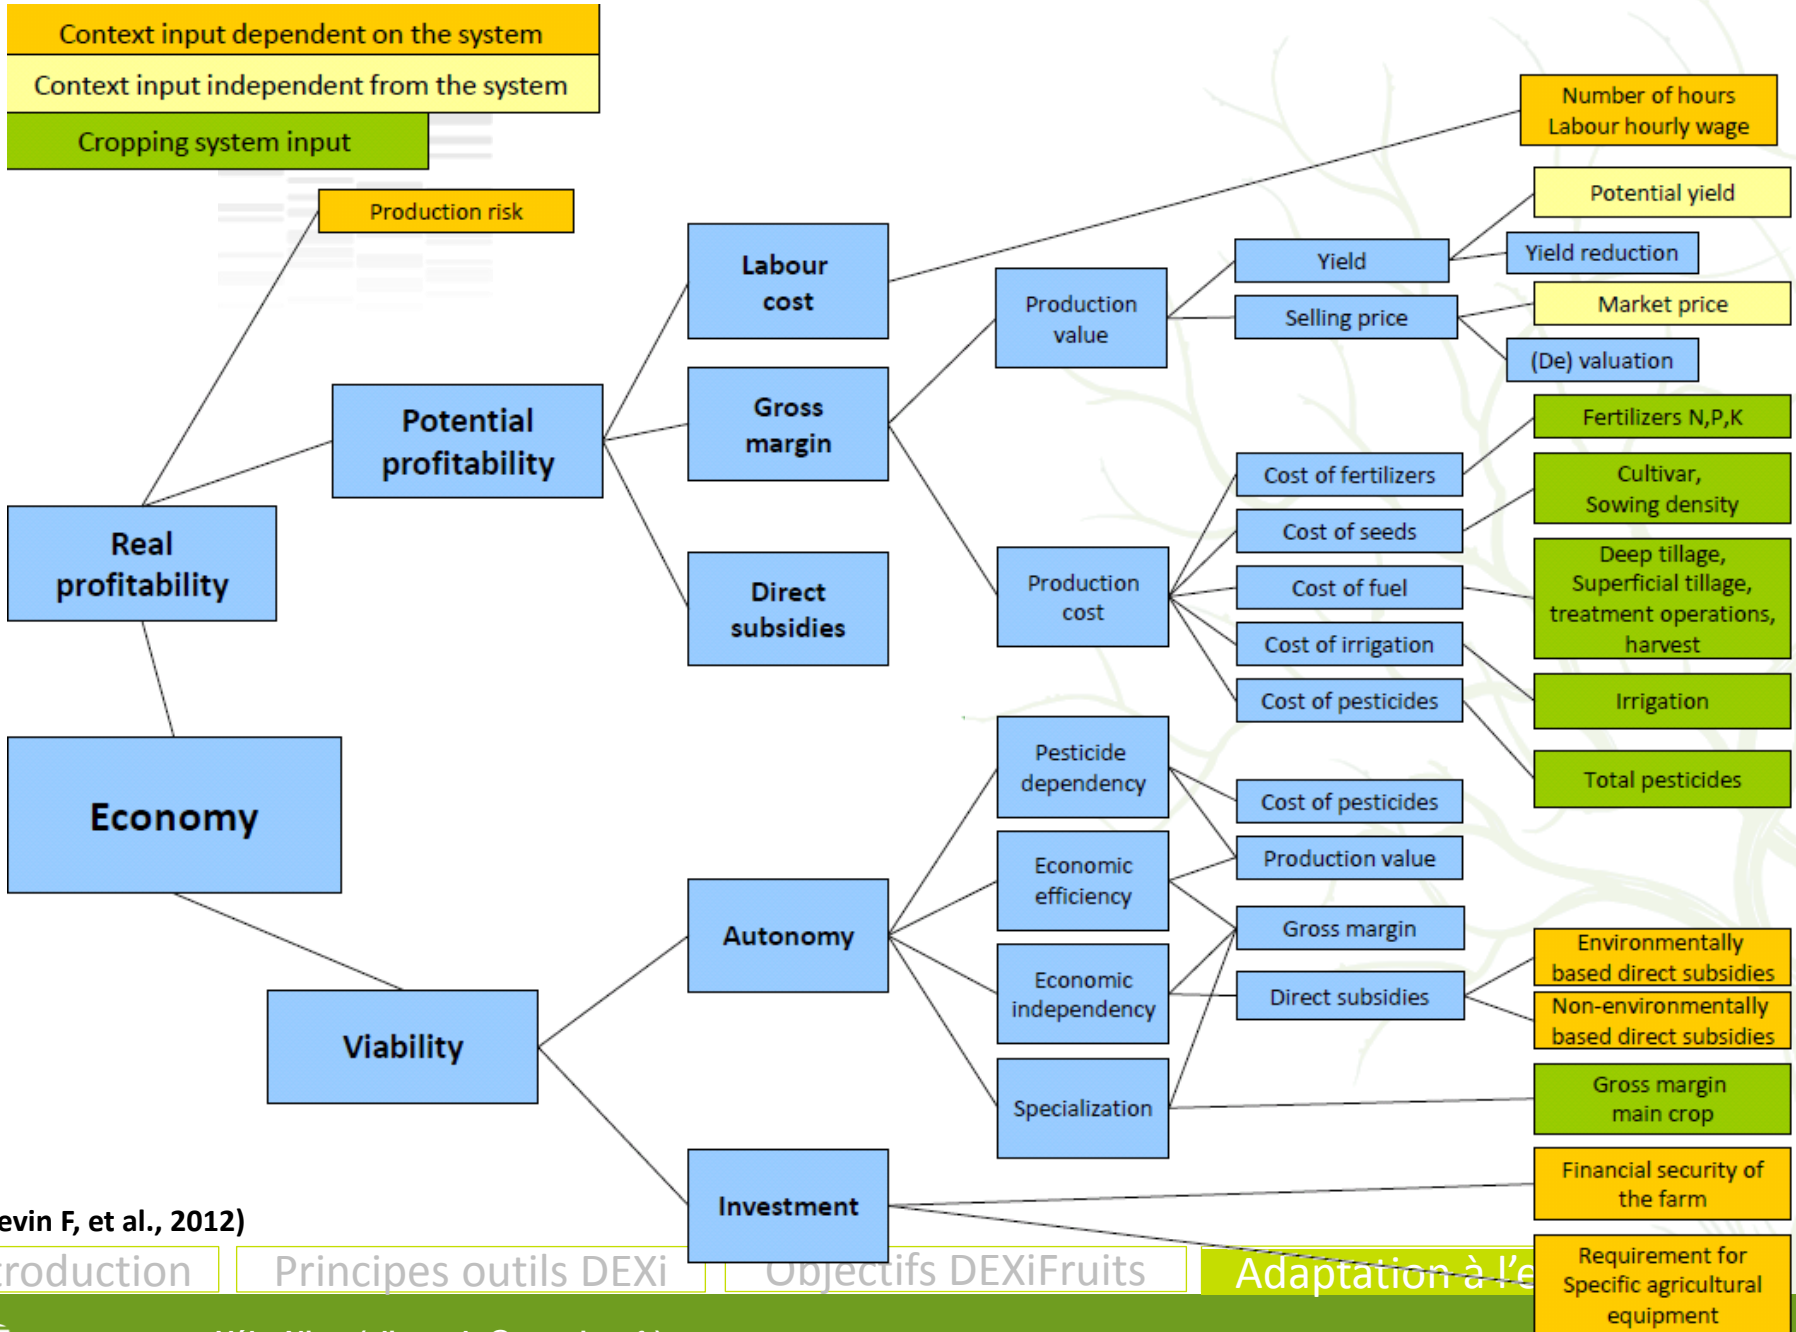 Context input dependent on the system
Context input independent from the system
Cropping system input
Production risk
Number of hours
Labour hourly wage
Potential yield
Yield reduction
Market price
(De) valuation
Yield
Selling price
Production
value
Labour
cost
Gross
margin
Direct
subsidies
Potential
profitability
Real
profitability
Fertilizers N,P,K
Cultivar,
Sowing density
Deep tillage,
Superficial tillage,
treatment operations,
harvest
Irrigation
Total pesticides
Cost of fertilizers
Cost of seeds
Cost of fuel
Cost of irrigation
Cost of pesticides
Production
cost
Economy
Pesticide
dependency
Economic
efficiency
Economic
independency
Specialization
Cost of pesticides
Production value
Gross margin
Direct subsidies
Autonomy
Viability
Investment
Environmentally
based direct subsidies
Non-environmentally
based direct subsidies
Gross margin
main crop
Financial security of
the farm
Requirement for
Specific agricultural
equipment
evin F, et al., 2012)
troduction
Principes outils DEXi
Objectifs DEXiFruits
Adaptation à l'e